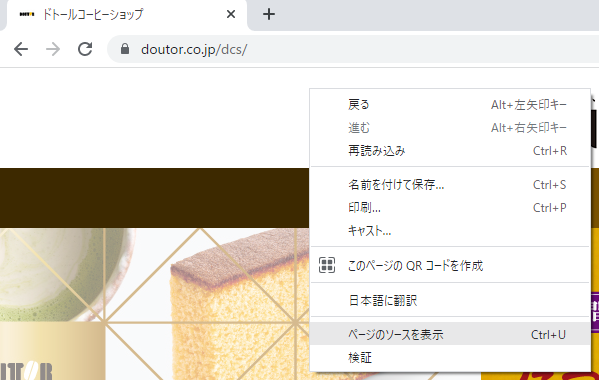 ドトールコーヒーショップ
doutor.co.jp/dcs/
戻る Alt+左矢印キー
進む Alt+右矢印キー
再読み込み Ctrl+R
名前を付けて保存... Ctrl+S
印刷... Ctrl+P
キャスト...
このページの QR コードを作成
日本語に翻訳
ページのソースを表示 Ctrl+U
検証